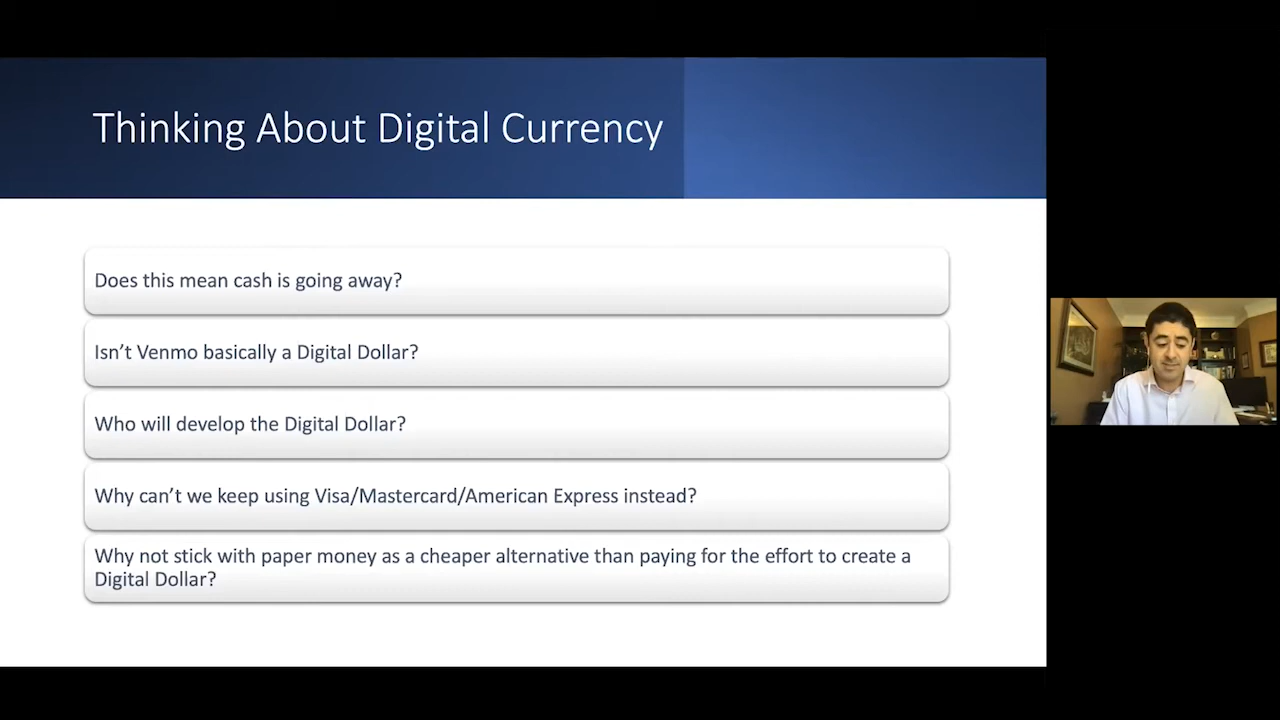 Thinking About Digital Currency
Does this mean cash is going away?
Isn’t Venmo basically a Digital Dollar?
Who will develop the Digital Dollar?
Why can’t we keep using Visa/Mastercard/American Express instead?
Why not stick with paper money as a cheaper alternative than paying for the effort to create a
Digital Dollar?